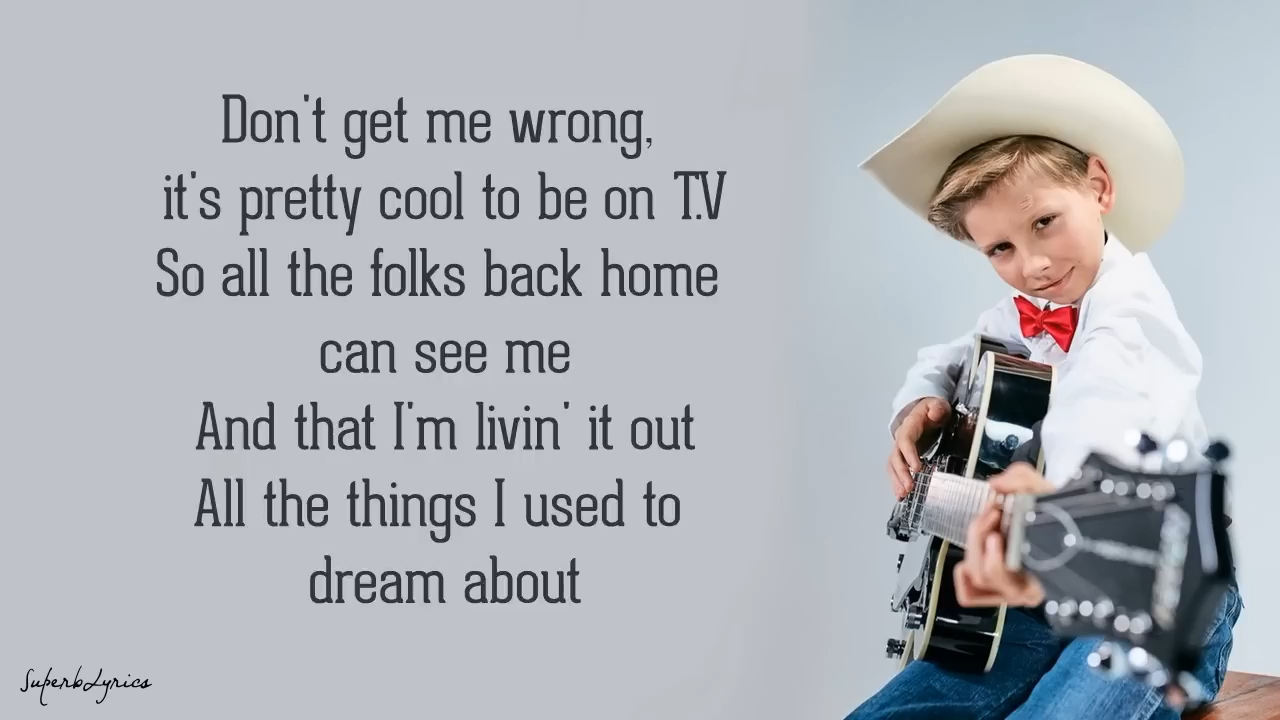 Don't get me wrong,
it's pretty cool to be on T.V
So all the folks back home
can see me
And that I'm livin' it out
All the things I used to
dream about
SuperbLyrics